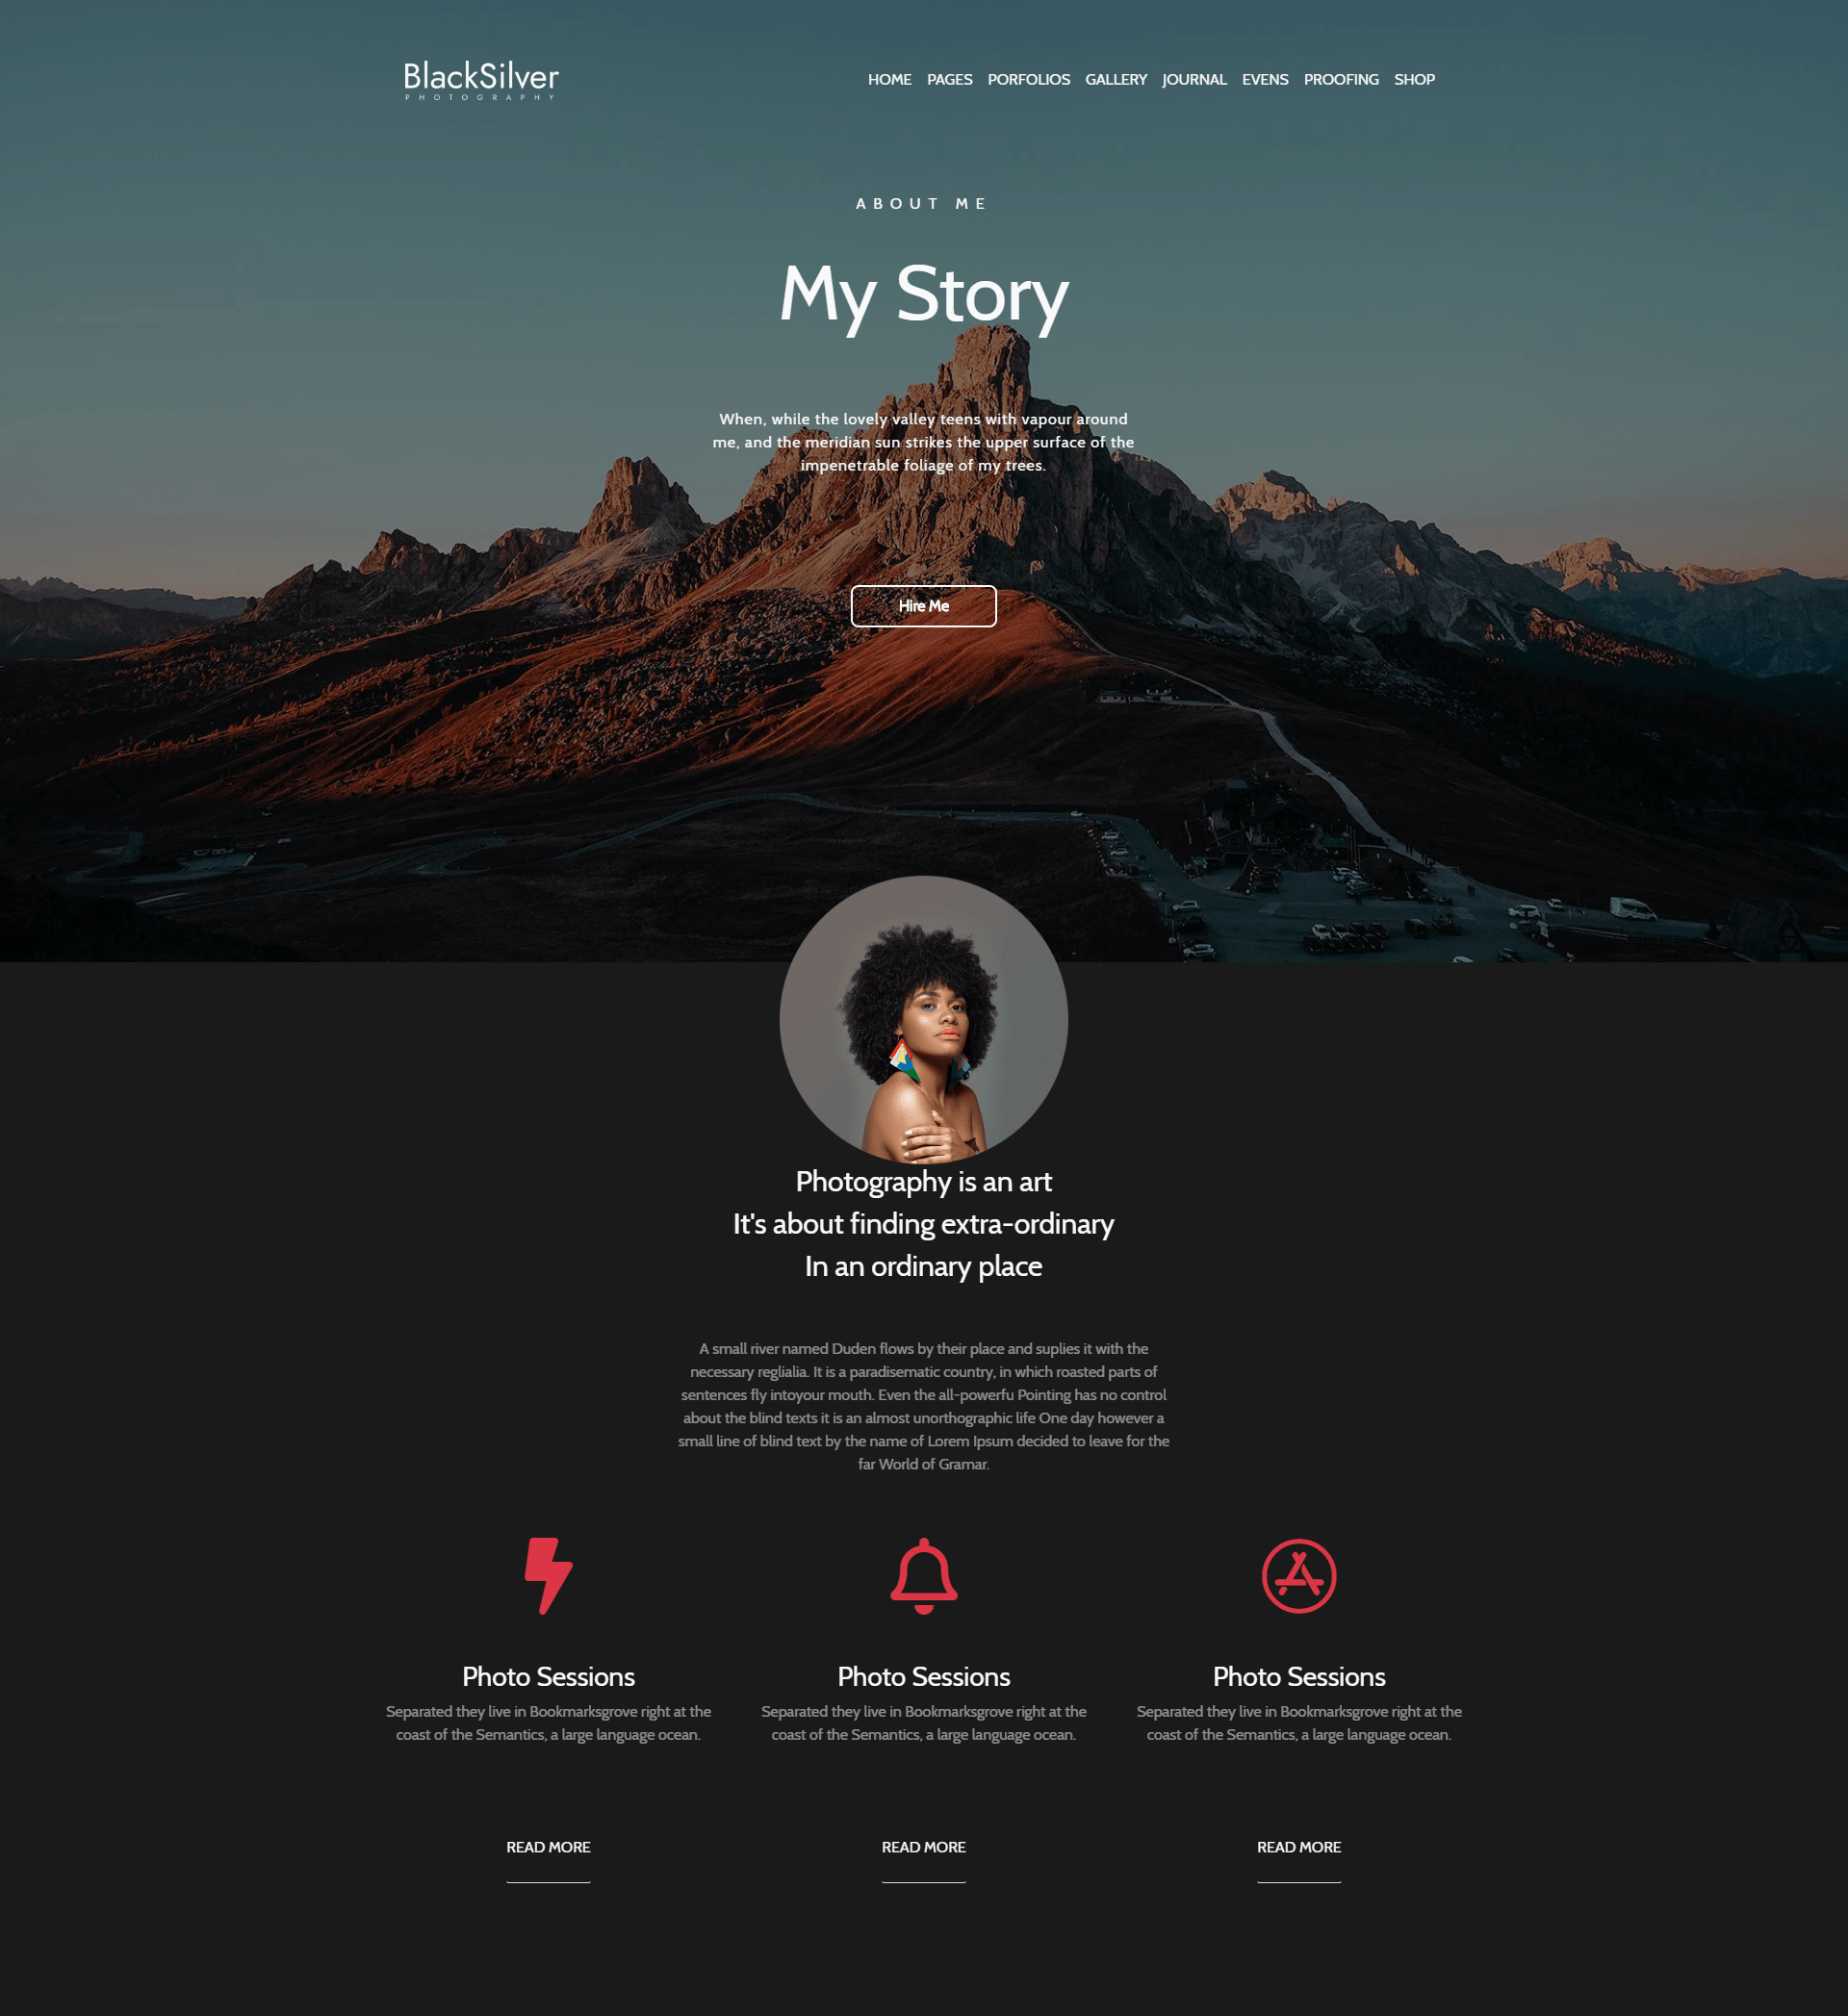 BlackSilver
PHOTOGRAPHY
HOME PAGES PORFOLIOS GALLERY JOURNAL EVENS PROOFING SHOP
ABOUT ME
My Story
When, while the lovely valley teens with vapour around
me, and the meridian sun strikes the upper surface of the
impenetrable foliage of my trees.
Hire Me
Photography is an art
It's about finding extra-ordinary
In an ordinary place
A small river named Duden flows by their place and suplies it with the
necessary reglialia. It is a paradisematic country, in which roasted parts of
sentences fly intoyour mouth. Even the all-powerfu Pointing has no control
about the blind texts it is an almost unorthographic life One day however a
small line of blind text by the name of Lorem Ipsum decided to leave for the
far World of Gramar.
Photo Sessions
Separated they live in Bookmarksgrove right at the
coast of the Semantics, a large language ocean.
READ MORE
Photo Sessions
Separated they live in Bookmarksgrove right at the
coast of the Semantics, a large language ocean.
READ MORE
Photo Sessions
Separated they live in Bookmarksgrove right at the
coast of the Semantics, a large language ocean.
READ MORE